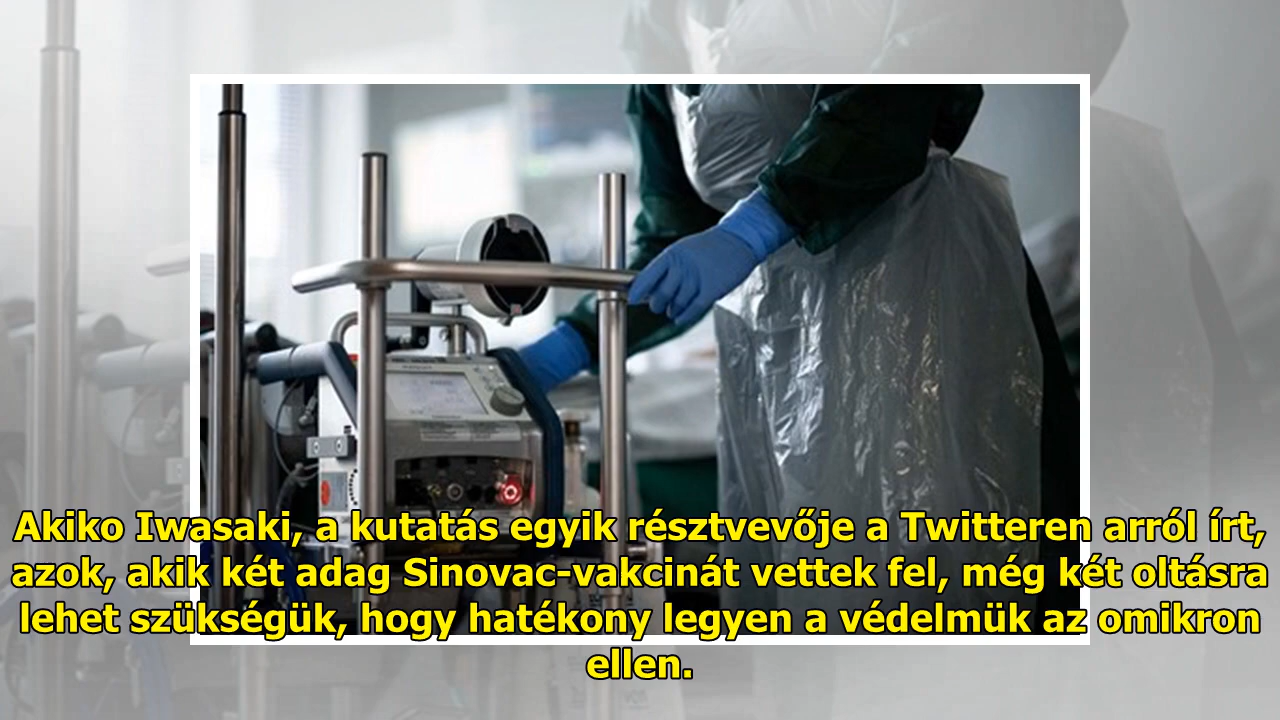 Akiko Iwasaki, a kutatás egyik résztvevője a Twitteren arról írt,
azok, akik két adag Sinovac-vakcinát vettek fel, még két oltásra
lehet szükségük, hogy hatékony legyen a védelmük az omikron
ellen.